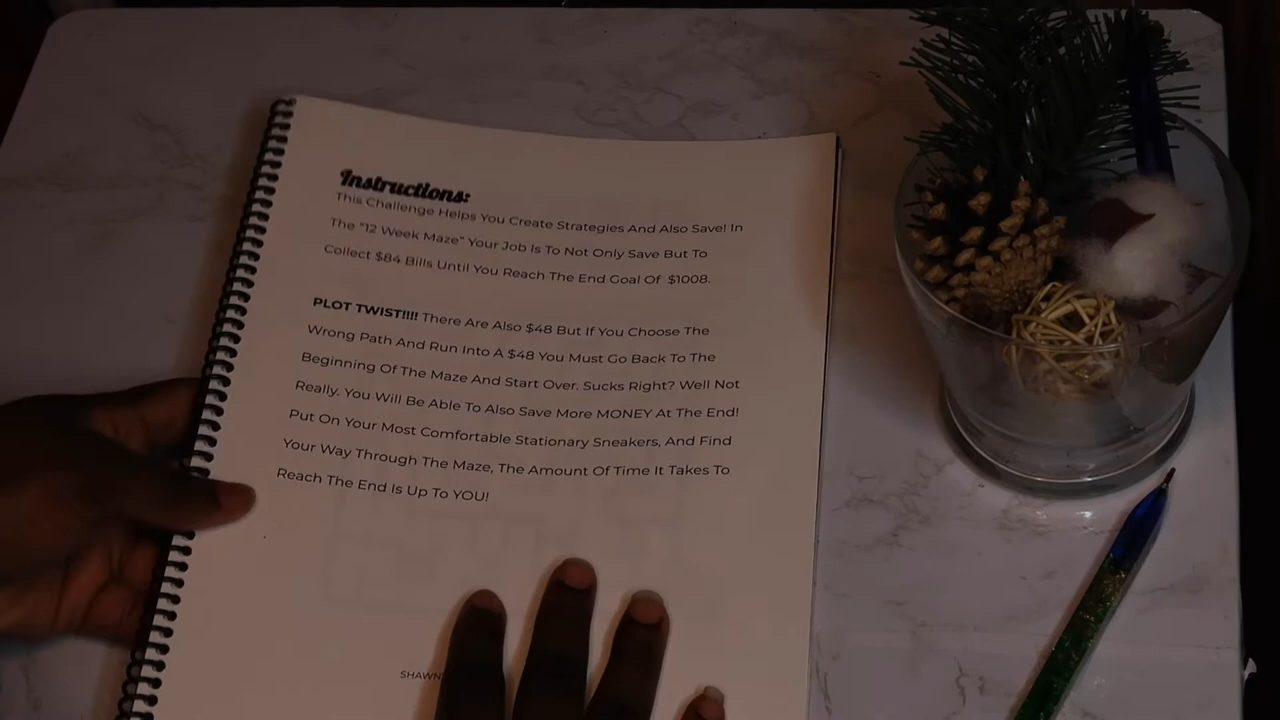 Instructions:
This Challenge Helps You Create Strategies And Also Save! In
The "12 Week Maze" Your Job Is To Not Only Save But To
Collect $84 Bills Until You Reach The End Goal Of $1008.
PLOT TWIST!!!! There Are Also $48 But If You Choose The
Wrong Path And Run Into A $48 You Must Go Back To The
Beginning Of The Maze And Start Over. Sucks Right? Well Not
Really. You Will Be Able To Also Save More MONEY At The End!
Put On Your Most Comfortable Stationary Sneakers, And Find
Your Way Through The Maze, The Amount Of Time It Takes To
Reach The End Is Up To YOU!